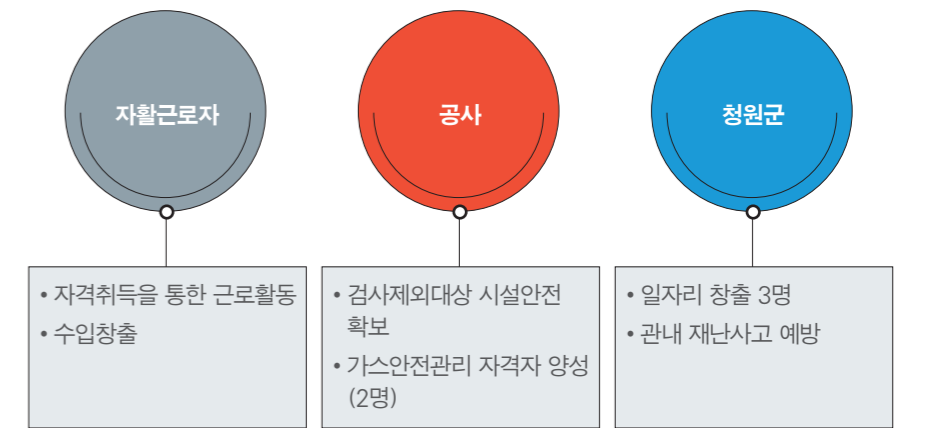 자활근로자
공사
청원군
• 자격취득을 통한 근로활동
• 수입창출
• 검사제외대상 시설안전
확보
• 가스안전관리 자격자 양성
(2명)
• 일자리 창출 3명
• 관내 재난사고 예방